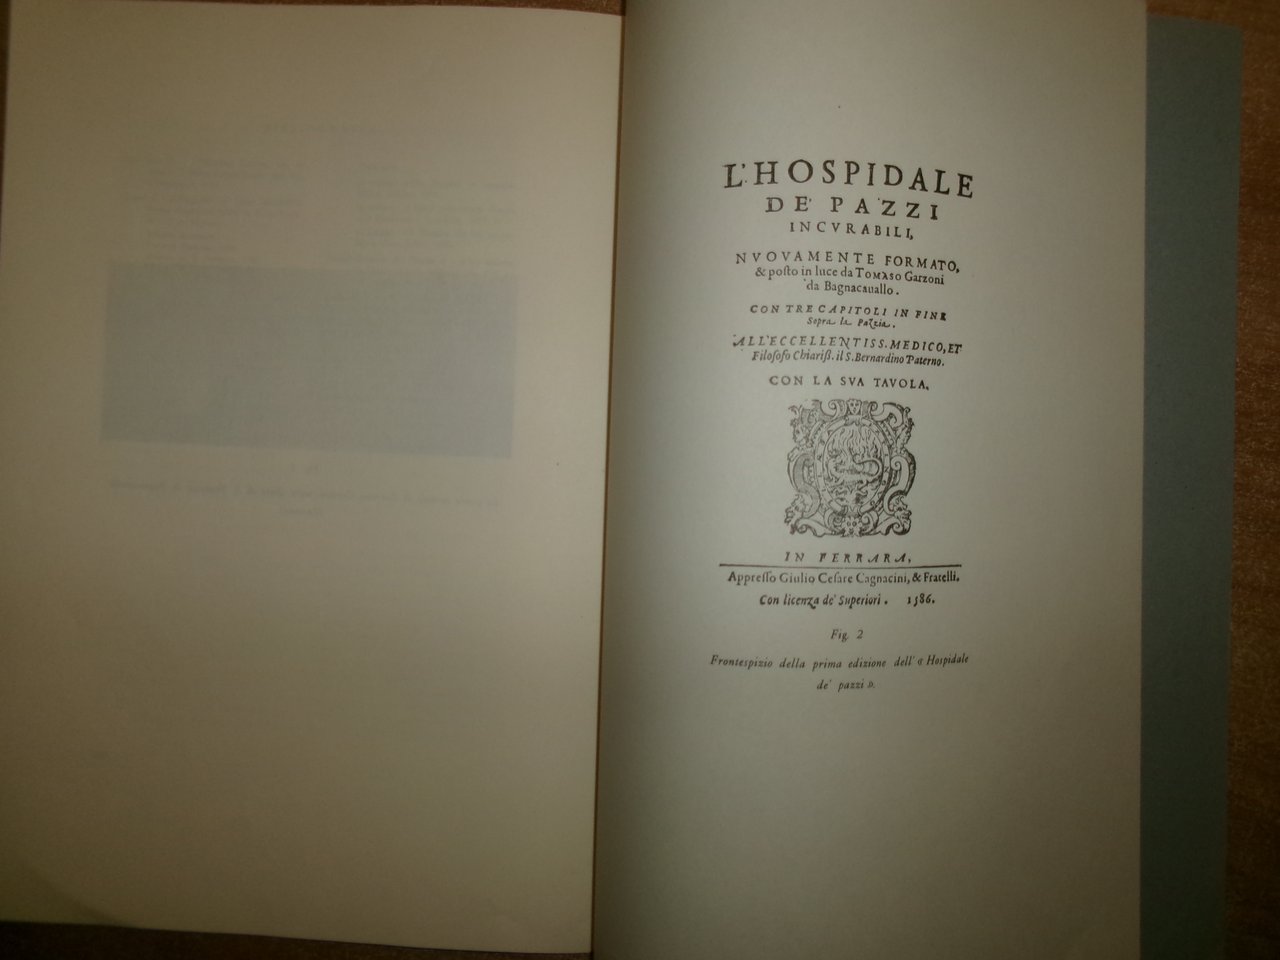 L'HOSPIDALE
DE' PAZZI
INCVRABILI,
NVOVAMENTE FORMATO,
& posto in luce da TOMASO Garzoni
da Bagnacauallo.
CON TRE CAPITOLI IN FINE
Sopra la Pazzia.
ALL'ECCELLENTISS. MEDICO, ET
Filosofo Chiariß. il S. Bernardino Paterno.
CON LA SVA TAVOLA,
IN FERRARA,
Appresso Giulio Cesare Cagnacini, & Fratelli.
Con licenza de' Superiori. 1586.
Fig. 2
Frontespizio della prima edizione dell' « Hospidale
de' pazzi ».